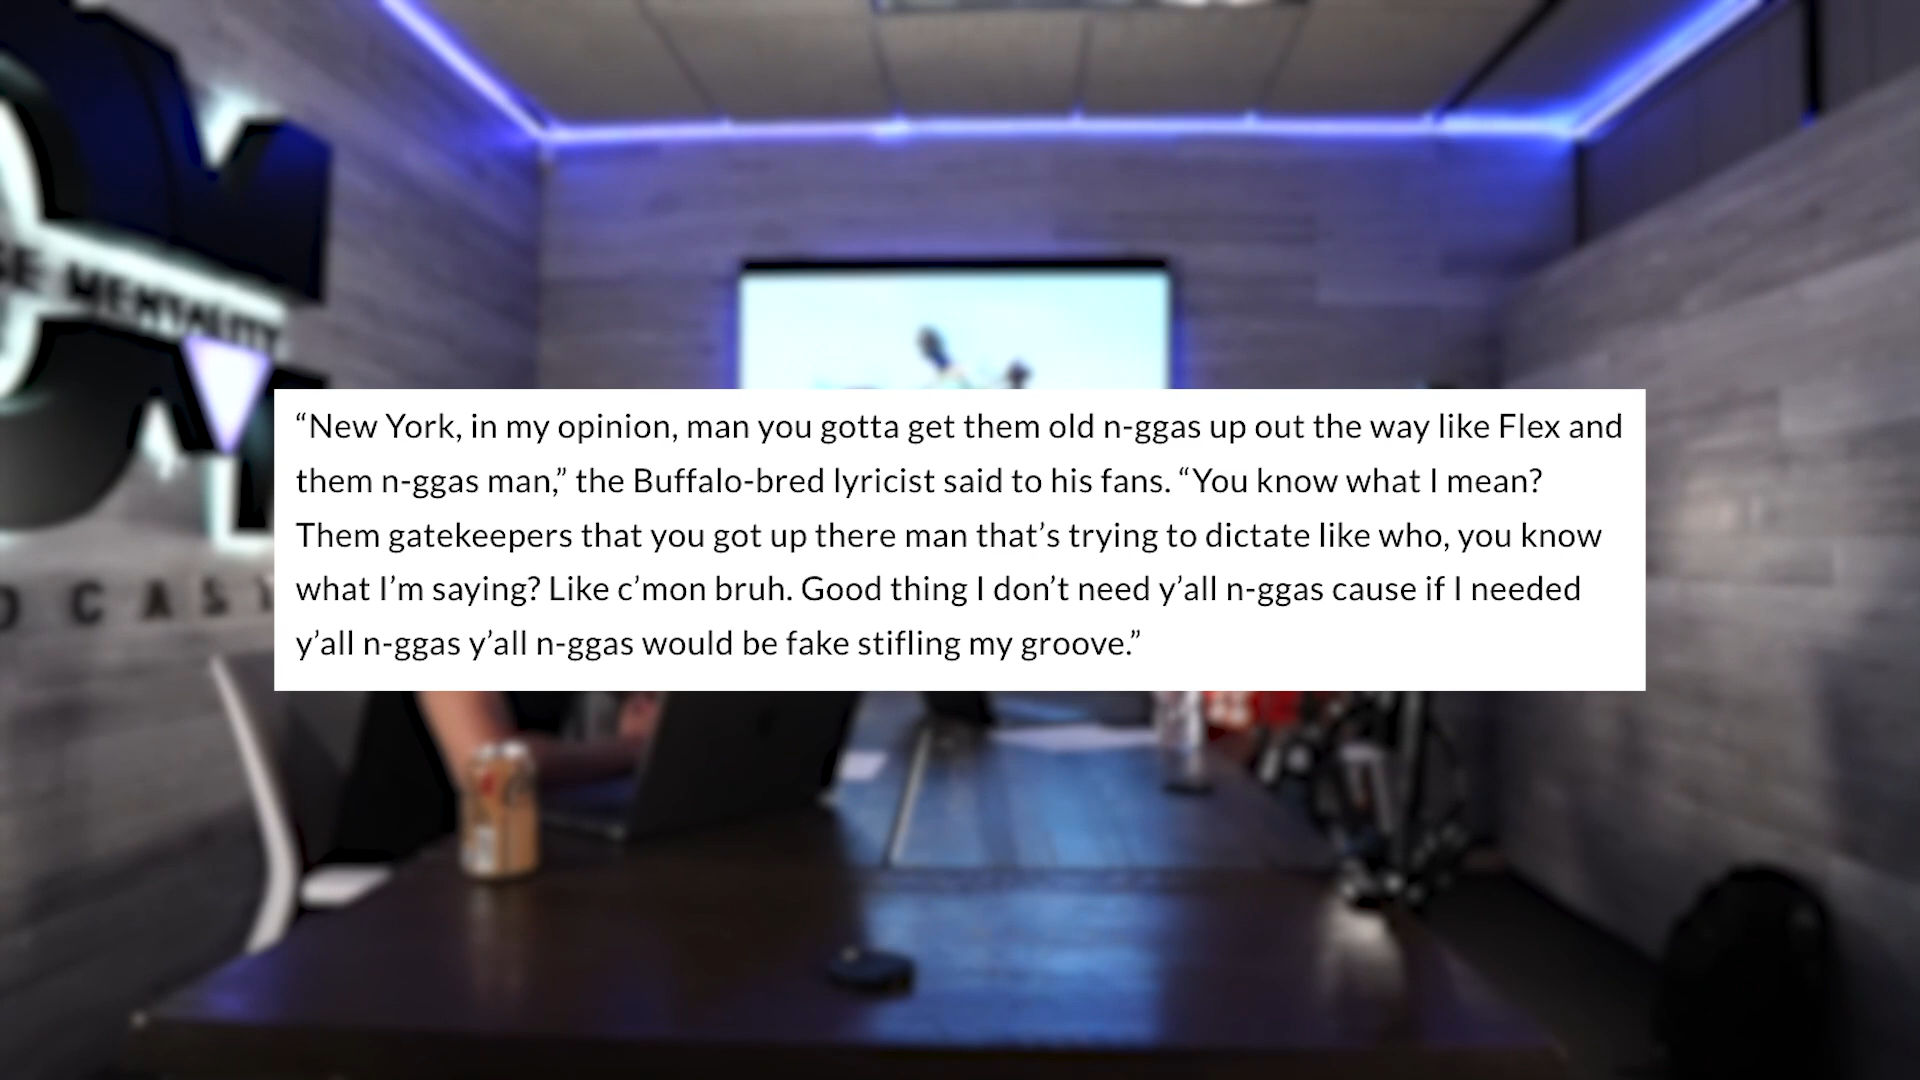 “New York, in my opinion, man you gotta get them old n-ggas up out the way like Flex and
them n-ggas man,” the Buffalo-bred lyricist said to his fans. “You know what I mean?
Them gatekeepers that you got up there man that’s trying to dictate like who, you know
what I’m saying? Like c’mon bruh. Good thing I don’t need y’all n-ggas cause if I needed
y’all n-ggas y’all n-ggas would be fake stifling my groove.”
MENTALITY